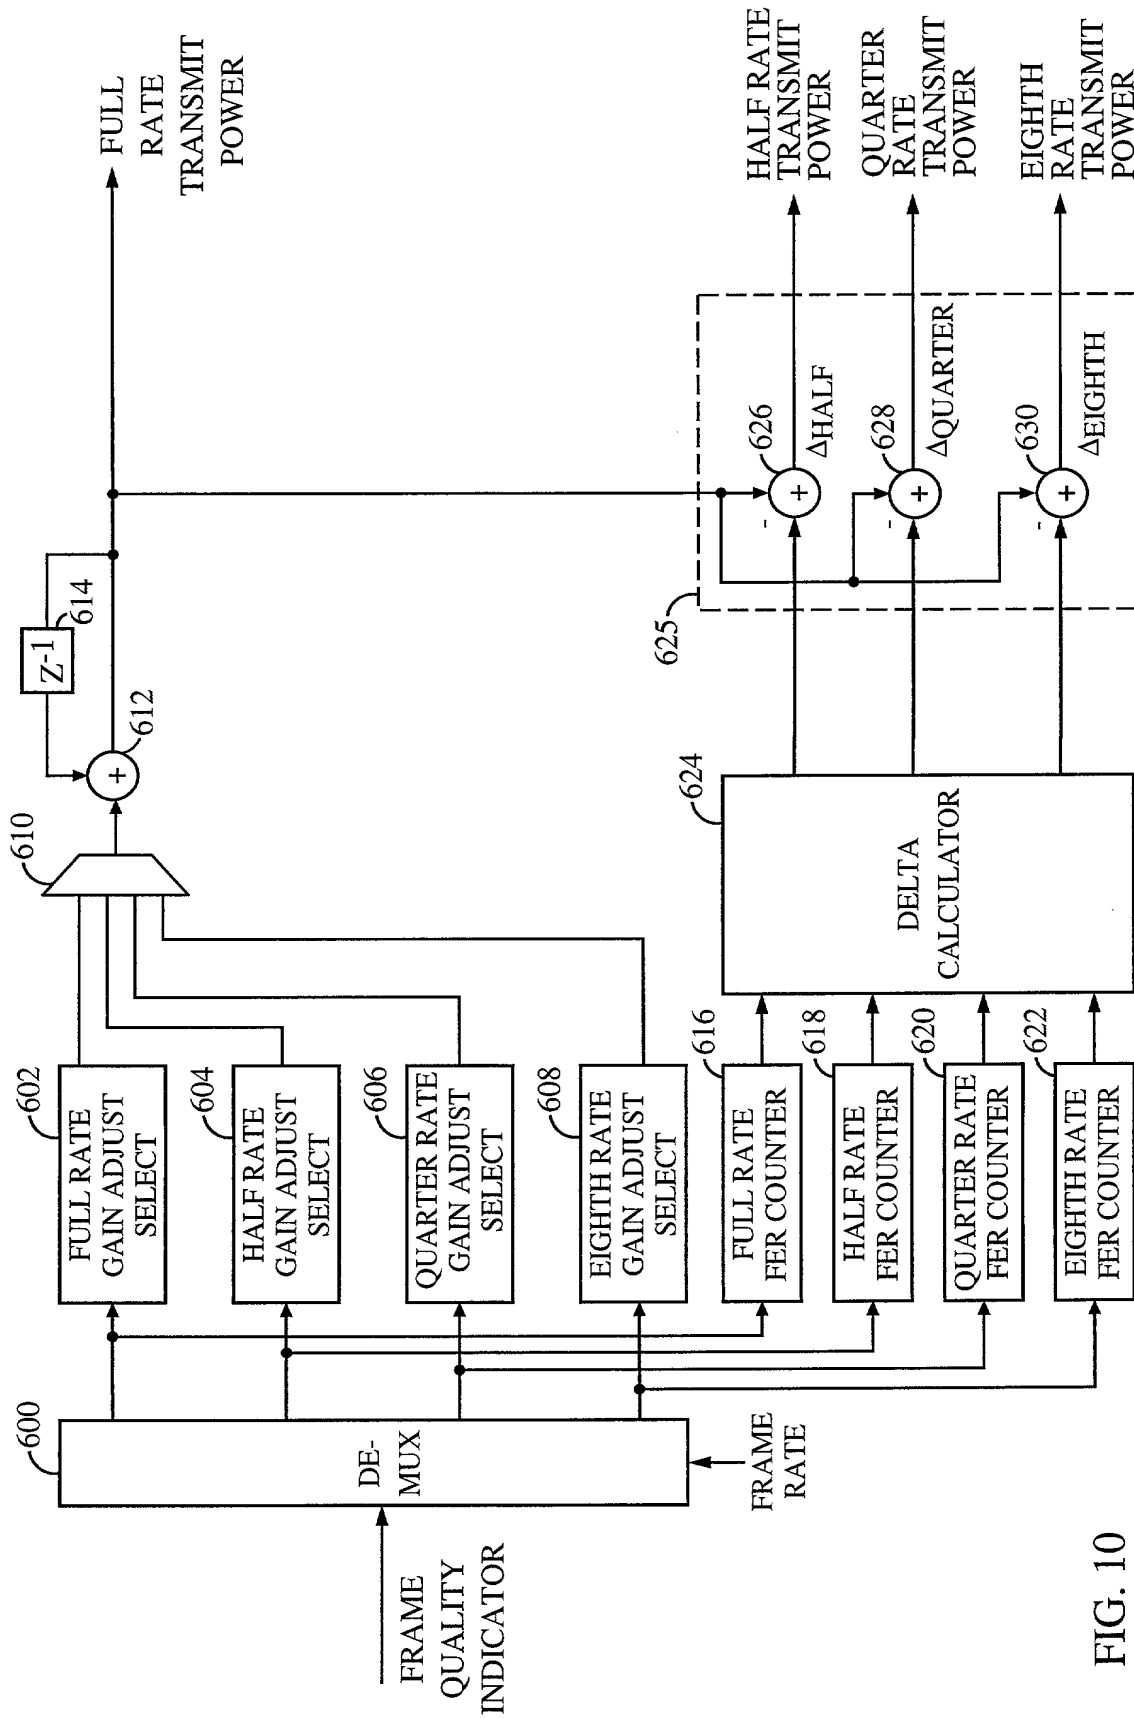 FRAME
QUALITY
INDICATOR
600
DE-
MUX
FRAME
RATE
602
FULL RATE
GAIN ADJUST
SELECT
604
HALF RATE
GAIN ADJUST
SELECT
606
QUARTER RATE
GAIN ADJUST
SELECT
608
EIGHTH RATE
GAIN ADJUST
SELECT
616
FULL RATE
FER COUNTER
618
HALF RATE
FER COUNTER
620
QUARTER RATE
FER COUNTER
622
EIGHTH RATE
FER COUNTER
610
612
+
Z-1
614
624
DELTA
CALCULATOR
625
626
+
-
ΔHALF
628
+
-
ΔQUARTER
630
+
-
ΔEIGHTH
FULL
RATE
TRANSMIT
POWER
HALF RATE
TRANSMIT
POWER
QUARTER
RATE
TRANSMIT
POWER
EIGHTH
RATE
TRANSMIT
POWER
FIG. 10